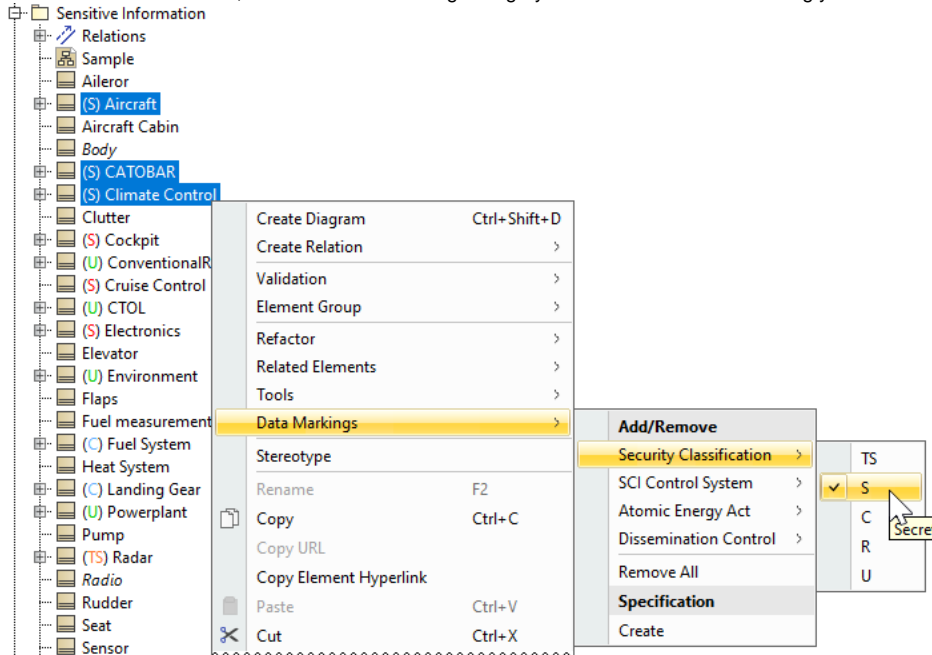 Sensitive Information
Relations
Sample
Aileror
(S) Aircraft
Aircraft Cabin
Body
(S) CATOBAR
(S) Climate Control
Clutter
(S) Cockpit
(U) ConventionalR
(S) Cruise Control
(U) CTOL
(S) Electronics
Elevator
(U) Environment
Flaps
Fuel measurement
(C) Fuel System
Heat System
(C) Landing Gear
(U) Powerplant
Pump
(TS) Radar
Radio
Rudder
Seat
Sensor
Create Diagram Ctrl+Shift+D
Create Relation
Validation
Element Group
Refactor
Related Elements
Tools
Data Markings
Stereotype
Rename F2
Copy Ctrl+C
Copy URL
Copy Element Hyperlink
Paste Ctrl+V
Cut Ctrl+X
Add/Remove
Security Classification
SCI Control System
Atomic Energy Act
Dissemination Control
Remove All
Specification
Create
TS
S
C
R
U
Secre